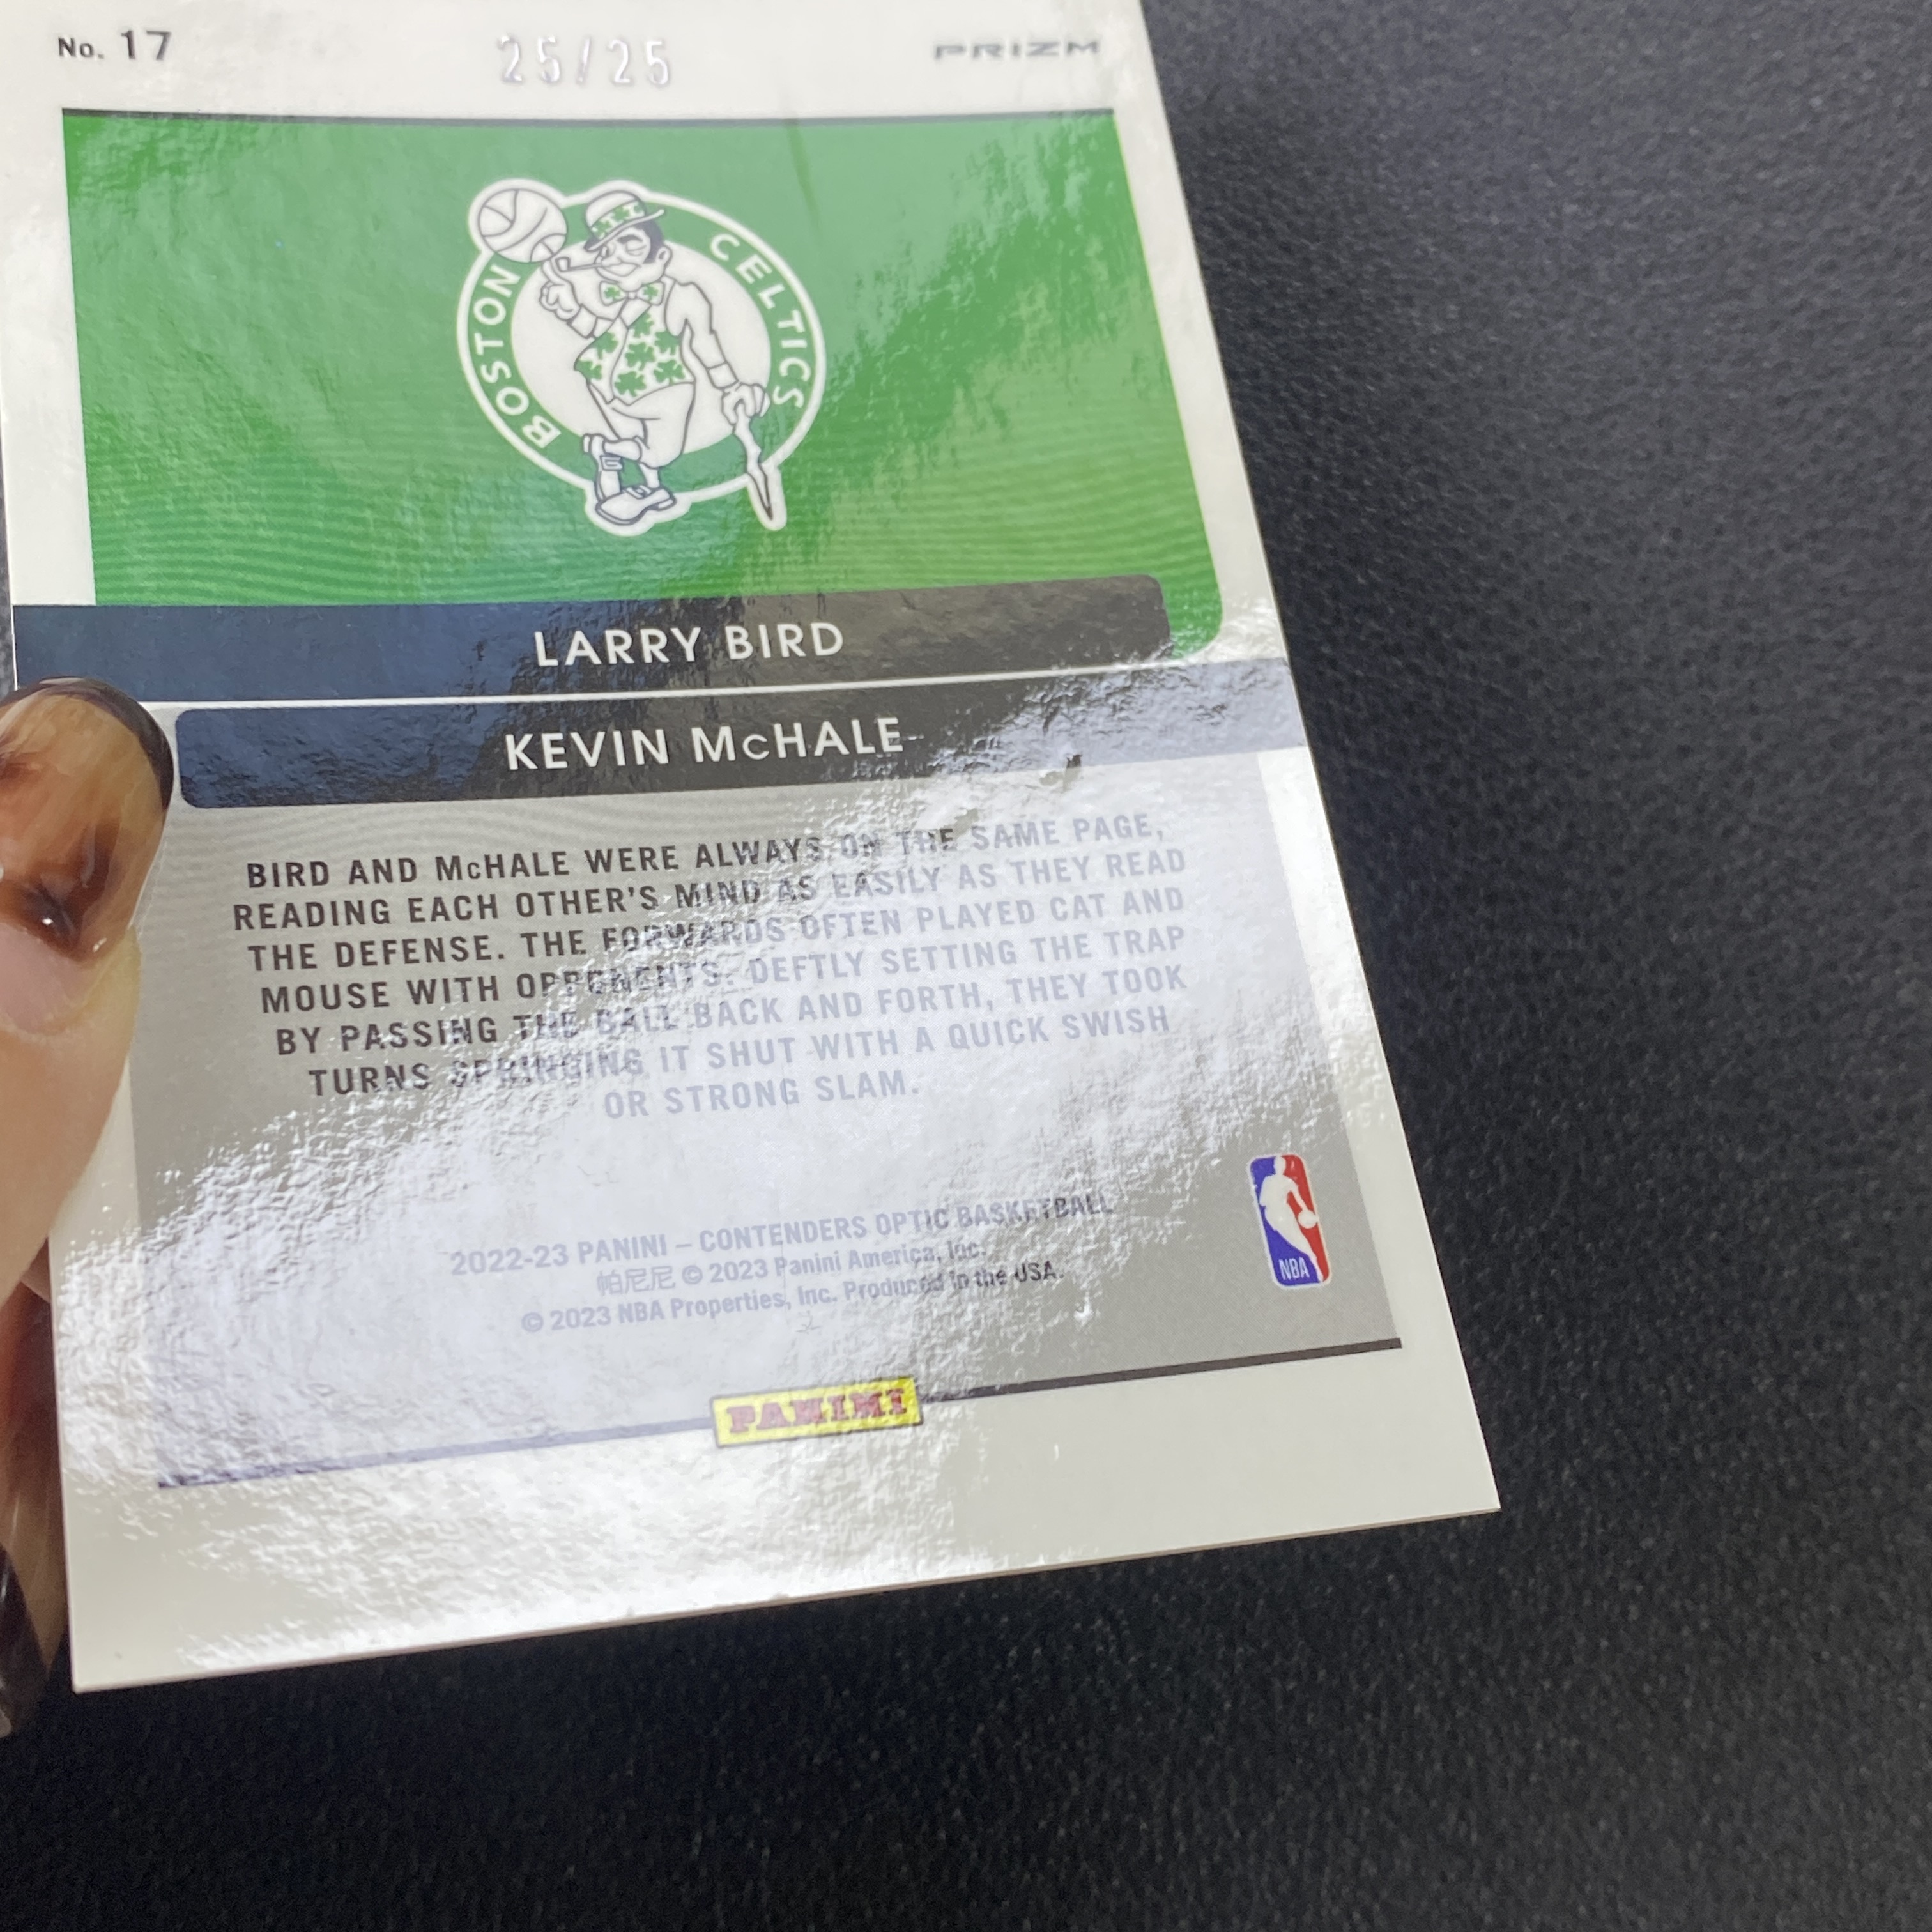 No. 17
25/25
PRIZM
BOSTON CELTICS
LARRY BIRD
KEVIN McHALE
BIRD AND McHALE WERE ALWAYS ON THE SAME PAGE,
READING EACH OTHER'S MIND AS EASILY AS THEY READ
THE DEFENSE. THE FORWARDS OFTEN PLAYED CAT AND
MOUSE WITH OPPONENTS. DEFTLY SETTING THE TRAP
BY PASSING THE BALL BACK AND FORTH, THEY TOOK
TURNS SPRINGING IT SHUT WITH A QUICK SWISH
OR STRONG SLAM.
2022-23 PANINI – CONTENDERS OPTIC BASKETBALL
帕尼尼 © 2023 Panini America, Inc.
© 2023 NBA Properties, Inc. Produced in the USA.
NBA
PANINI